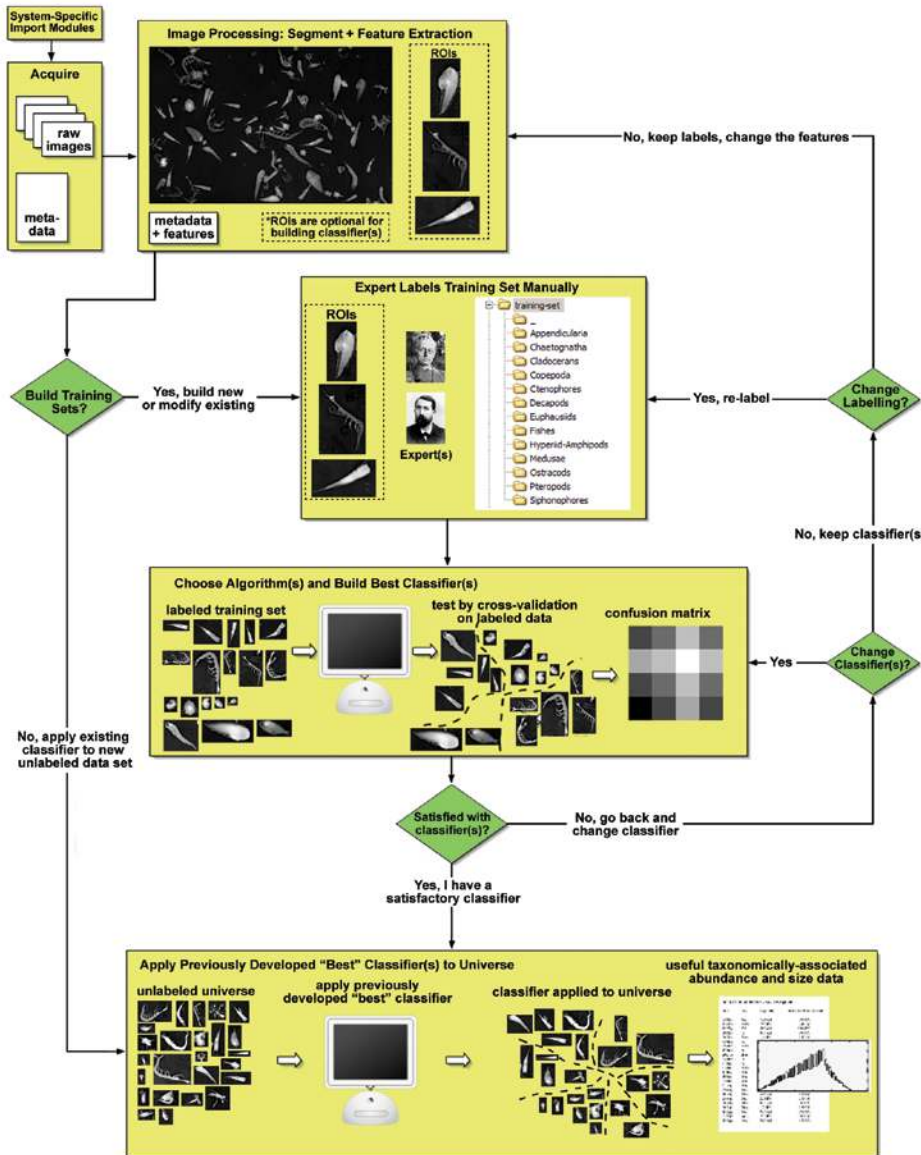 System-Specific
Import Modules
Acquire
raw
images
meta-
data
Image Processing: Segment + Feature Extraction
ROIs
metadata
+ features
*ROIs are optional for
building classifier(s)
No, keep labels, change the features
Expert Labels Training Set Manually
ROIs
Expert(s)
training-set
_
Appendicularia
Chaetognatha
Cladocerans
Copepoda
Ctenophores
Decapods
Euphausiids
Fishes
Hyperiid-Amphipods
Medusae
Ostracods
Pteropods
Siphonophores
Build Training
Sets?
Yes, build new
or modify existing
Change
Labelling?
Yes, re-label
No, keep classifier(s
Choose Algorithm(s) and Build Best Classifier(s)
labeled training set
test by cross-validation
on labeled data
confusion matrix
Change
Classifier(s)?
Yes
No, apply existing
classifier to new
unlabeled data set
Satisfied with
classifier(s)?
No, go back and
change classifier
Yes, I have a
satisfactory classifier
Apply Previously Developed "Best" Classifier(s) to Universe
unlabeled universe
apply previously
developed "best" classifier
classifier applied to universe
useful taxonomically-associated
abundance and size data